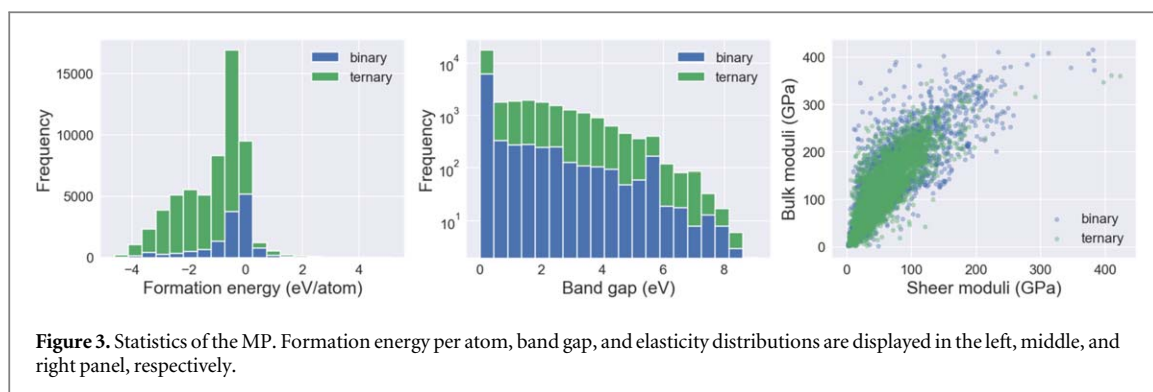 binary
ternary
15000
10000
5000
0
Frequency
−4 −2 0 2 4
Formation energy (eV/atom)
binary
ternary
10^4
10^3
10^2
10^1
Frequency
0 2 4 6 8
Band gap (eV)
400
300
200
100
0
Bulk moduli (GPa)
binary
ternary
0 100 200 300 400
Sheer moduli (GPa)
Figure 3. Statistics of the MP. Formation energy per atom, band gap, and elasticity distributions are displayed in the left, middle, and
right panel, respectively.